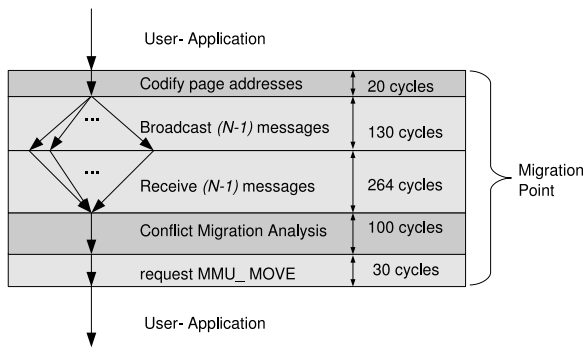 User- Application
Codify page addresses 20 cycles
...
Broadcast (N-1) messages 130 cycles
...
Receive (N-1) messages 264 cycles
Migration
Point
Conflict Migration Analysis 100 cycles
request MMU_ MOVE 30 cycles
User- Application